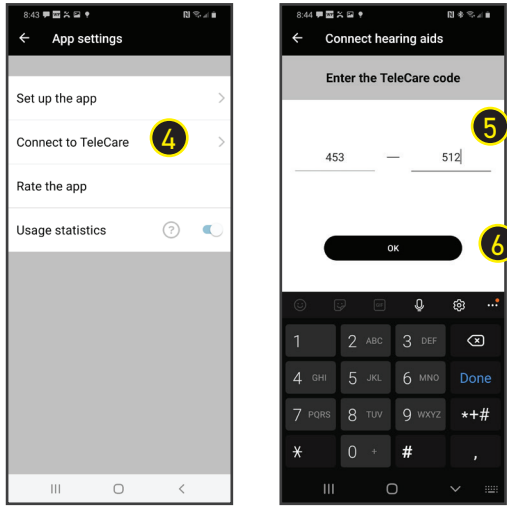 8:43
App settings
Set up the app
Connect to TeleCare
4
Rate the app
Usage statistics
?
8:44
Connect hearing aids
Enter the TeleCare code
5
453 — 512
OK
6
GIF
1 2 ABC 3 DEF
4 GHI 5 JKL 6 MNO Done
7 PQRS 8 TUV 9 WXYZ *+#
* 0 + # ,